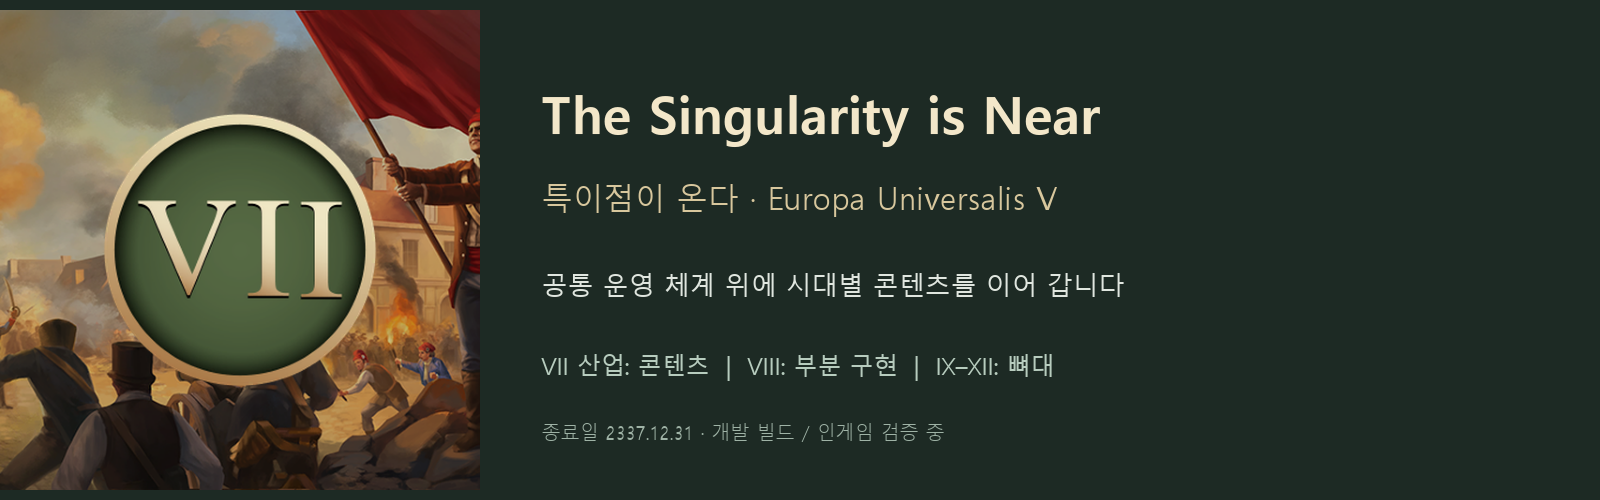 VII
The Singularity is Near
특이점이 온다 · Europa Universalis V
공통 운영 체계 위에 시대별 콘텐츠를 이어 갑니다
VII 산업: 콘텐츠 | VIII: 부분 구현 | IX–XII: 뼈대
종료일 2337.12.31 · 개발 빌드 / 인게임 검증 중